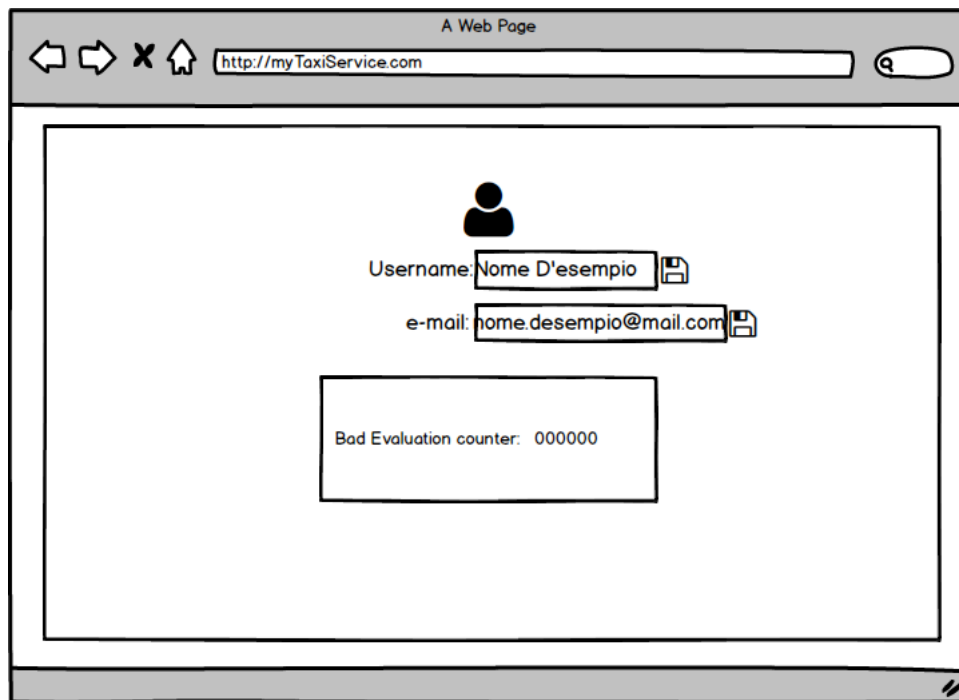 A Web Page
http://myTaxiService.com
Username: Nome D'esempio
e-mail: nome.desempio@mail.com
Bad Evaluation counter: 000000